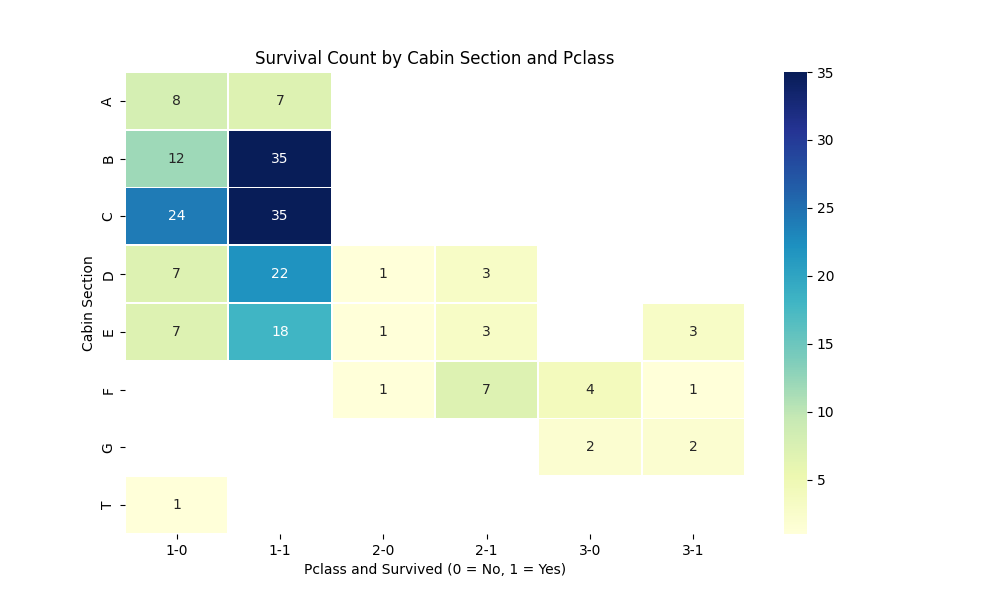 Survival Count by Cabin Section and Pclass
A 8 7
B 12 35
C 24 35
D 7 22 1 3
E 7 18 1 3 3
F 1 7 4 1
G 2 2
T 1
1-0 1-1 2-0 2-1 3-0 3-1
Pclass and Survived (0 = No, 1 = Yes)
Cabin Section
35
30
25
20
15
10
5